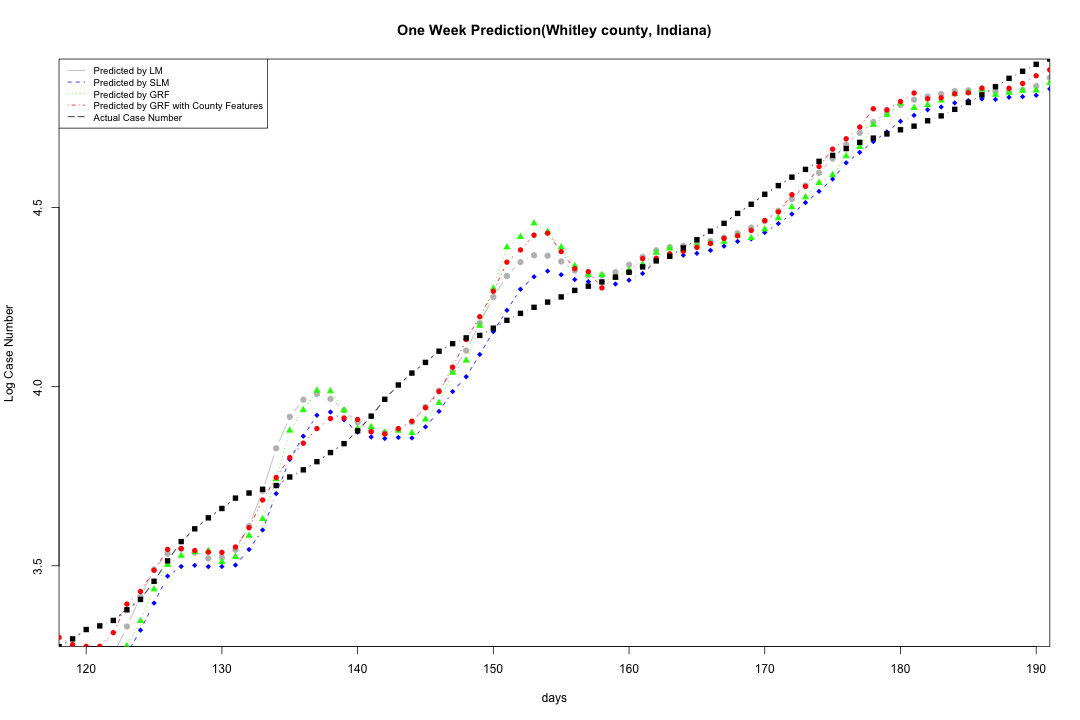 One Week Prediction(Whitley county, Indiana)
Predicted by LM
Predicted by SLM
Predicted by GRF
Predicted by GRF with County Features
Actual Case Number
Log Case Number
4.5
4.0
3.5
120 130 140 150 160 170 180 190
days